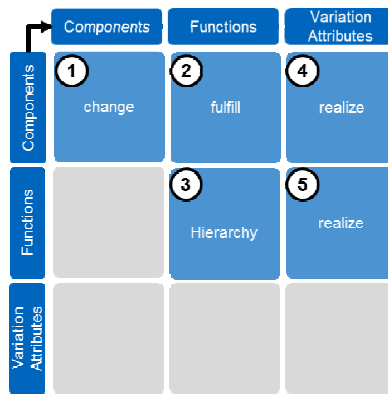 Components
Functions
Variation
Attributes
Components
1
change
2
fulfill
4
realize
Functions
3
Hierarchy
5
realize
Variation
Attributes